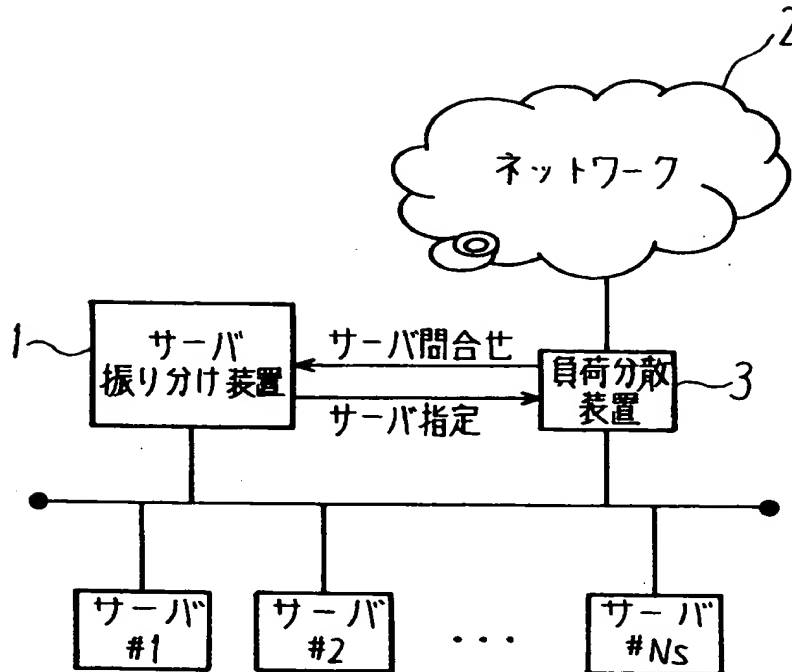 2
ネットワーク
1
サーバ
振り分け装置
サーバ問合せ
サーバ指定
負荷分散
装置
3
サーバ
#1
サーバ
#2
・・・
サーバ
#Ns